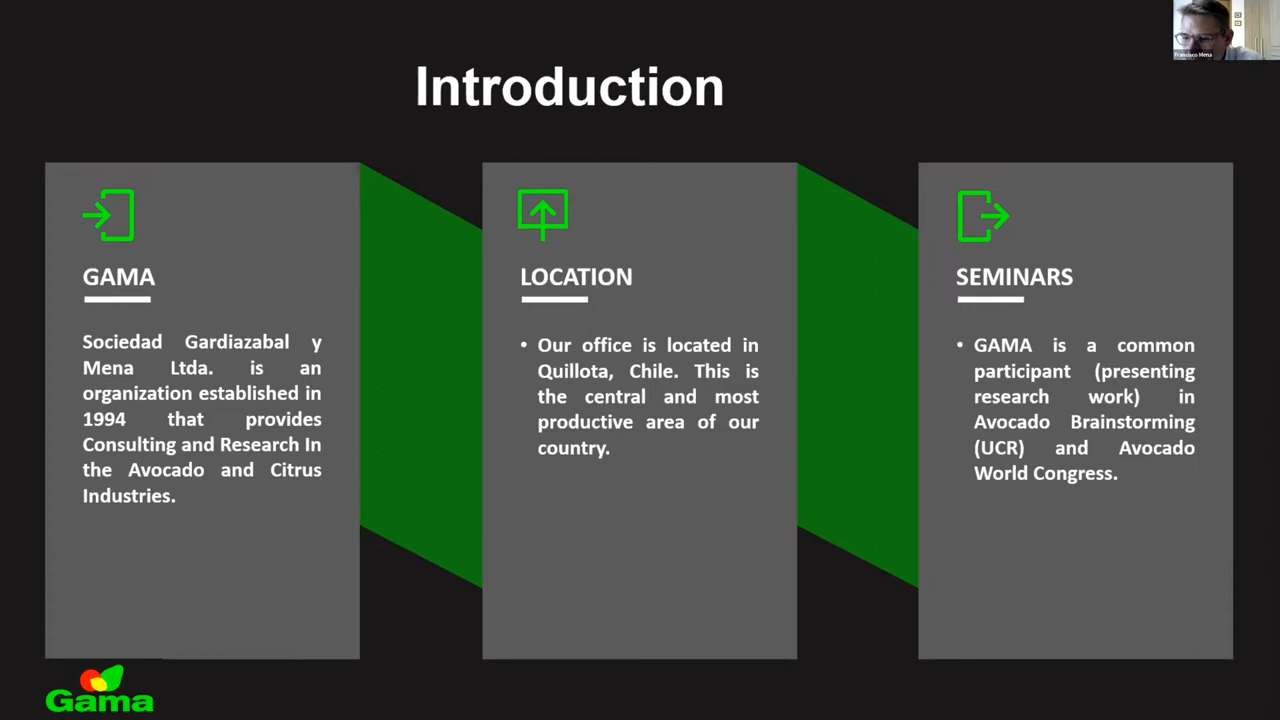 Francisco Mena
Introduction
GAMA
Sociedad Gardiazabal y
Mena Ltda. is an
organization established in
1994 that provides
Consulting and Research In
the Avocado and Citrus
Industries.
LOCATION
• Our office is located in
Quillota, Chile. This is
the central and most
productive area of our
country.
SEMINARS
• GAMA is a common
participant (presenting
research work) in
Avocado Brainstorming
(UCR) and Avocado
World Congress.
Gama